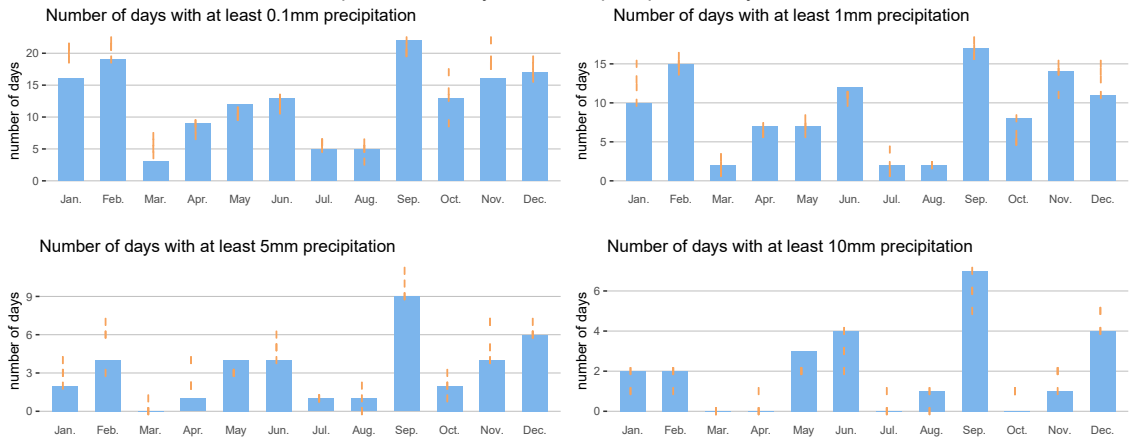 Number of days with at least 0.1mm precipitation
number of days
20
15
10
5
0
Jan. Feb. Mar. Apr. May Jun. Jul. Aug. Sep. Oct. Nov. Dec.
Number of days with at least 1mm precipitation
number of days
15
10
5
0
Jan. Feb. Mar. Apr. May Jun. Jul. Aug. Sep. Oct. Nov. Dec.
Number of days with at least 5mm precipitation
number of days
9
6
3
0
Jan. Feb. Mar. Apr. May Jun. Jul. Aug. Sep. Oct. Nov. Dec.
Number of days with at least 10mm precipitation
number of days
6
4
2
0
Jan. Feb. Mar. Apr. May Jun. Jul. Aug. Sep. Oct. Nov. Dec.